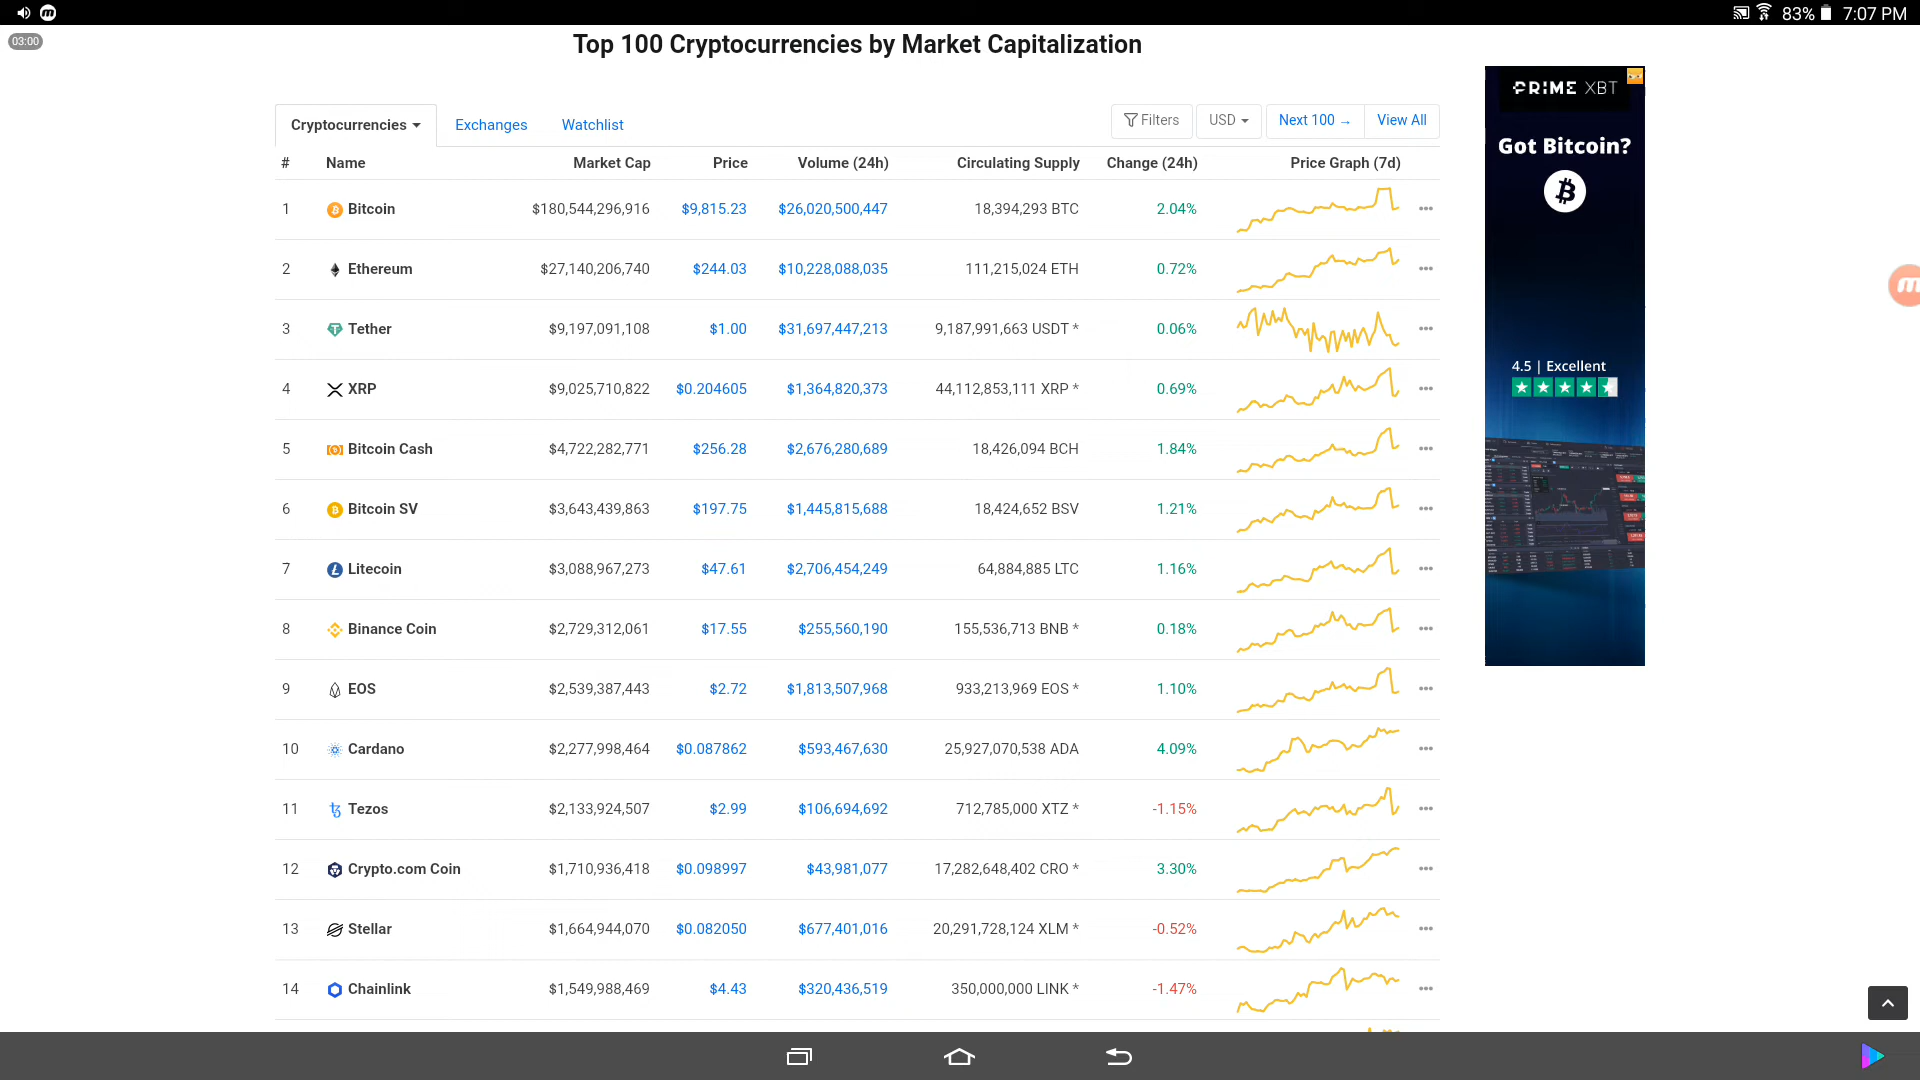 83% 7:07 PM
03:00
Top 100 Cryptocurrencies by Market Capitalization
PRIME XBT
Cryptocurrencies Exchanges Watchlist Filters USD Next 100 → View All
Got Bitcoin?
# Name Market Cap Price Volume (24h) Circulating Supply Change (24h) Price Graph (7d)
1 Bitcoin $180,544,296,916 $9,815.23 $26,020,500,447 18,394,293 BTC 2.04%
2 Ethereum $27,140,206,740 $244.03 $10,228,088,035 111,215,024 ETH 0.72%
3 Tether $9,197,091,108 $1.00 $31,697,447,213 9,187,991,663 USDT * 0.06%
4 XRP $9,025,710,822 $0.204605 $1,364,820,373 44,112,853,111 XRP * 0.69%
4.5 | Excellent
5 Bitcoin Cash $4,722,282,771 $256.28 $2,676,280,689 18,426,094 BCH 1.84%
6 Bitcoin SV $3,643,439,863 $197.75 $1,445,815,688 18,424,652 BSV 1.21%
7 Litecoin $3,088,967,273 $47.61 $2,706,454,249 64,884,885 LTC 1.16%
8 Binance Coin $2,729,312,061 $17.55 $255,560,190 155,536,713 BNB * 0.18%
9 EOS $2,539,387,443 $2.72 $1,813,507,968 933,213,969 EOS * 1.10%
10 Cardano $2,277,998,464 $0.087862 $593,467,630 25,927,070,538 ADA 4.09%
11 Tezos $2,133,924,507 $2.99 $106,694,692 712,785,000 XTZ * -1.15%
12 Crypto.com Coin $1,710,936,418 $0.098997 $43,981,077 17,282,648,402 CRO * 3.30%
13 Stellar $1,664,944,070 $0.082050 $677,401,016 20,291,728,124 XLM * -0.52%
14 Chainlink $1,549,988,469 $4.43 $320,436,519 350,000,000 LINK * -1.47%